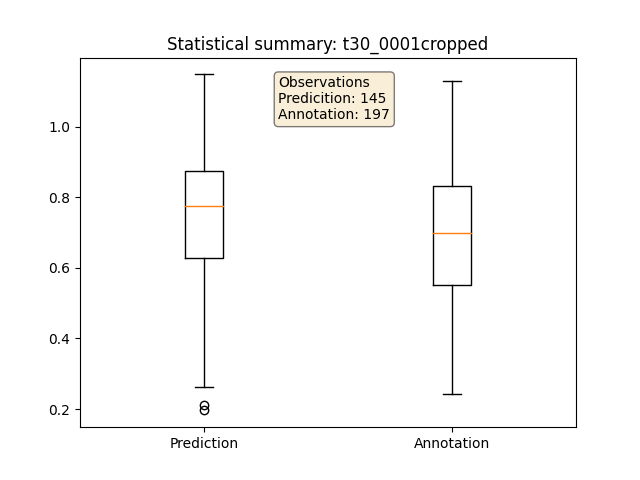 Statistical summary: t30_0001cropped
Observations
Predicition: 145
Annotation: 197
1.0
0.8
0.6
0.4
0.2
Prediction
Annotation